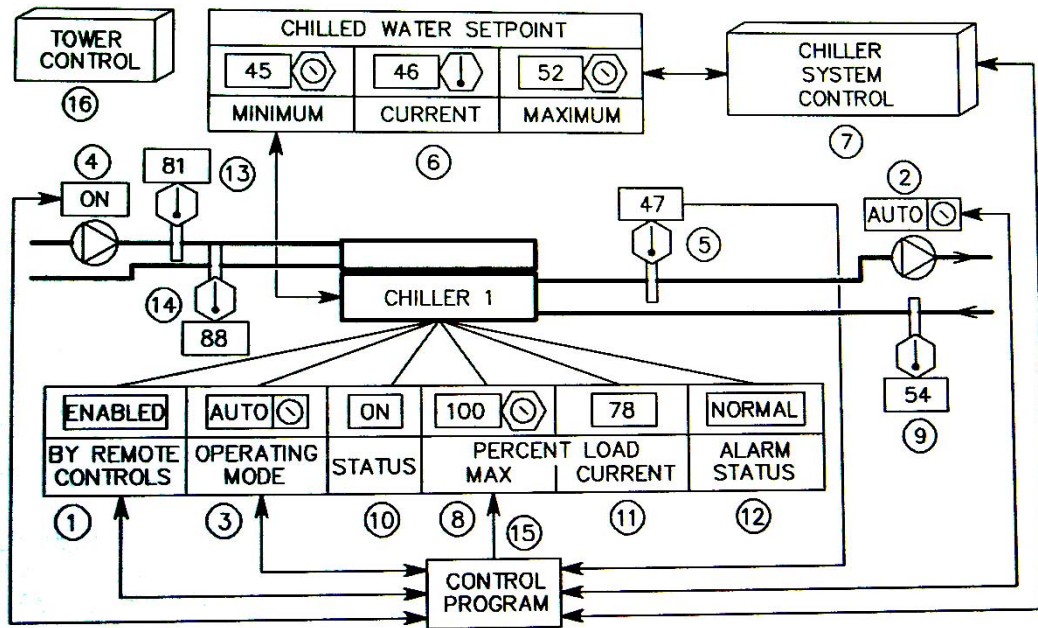 TOWER
CONTROL
16
CHILLED WATER SETPOINT
45
46
52
MINIMUM
CURRENT
MAXIMUM
6
CHILLER
SYSTEM
CONTROL
7
4
ON
81
13
47
5
2
AUTO
14
88
CHILLER 1
54
9
ENABLED
AUTO
ON
100
78
NORMAL
BY REMOTE
CONTROLS
OPERATING
MODE
STATUS
PERCENT LOAD
MAX
CURRENT
ALARM
STATUS
1
3
10
8
15
11
12
CONTROL
PROGRAM